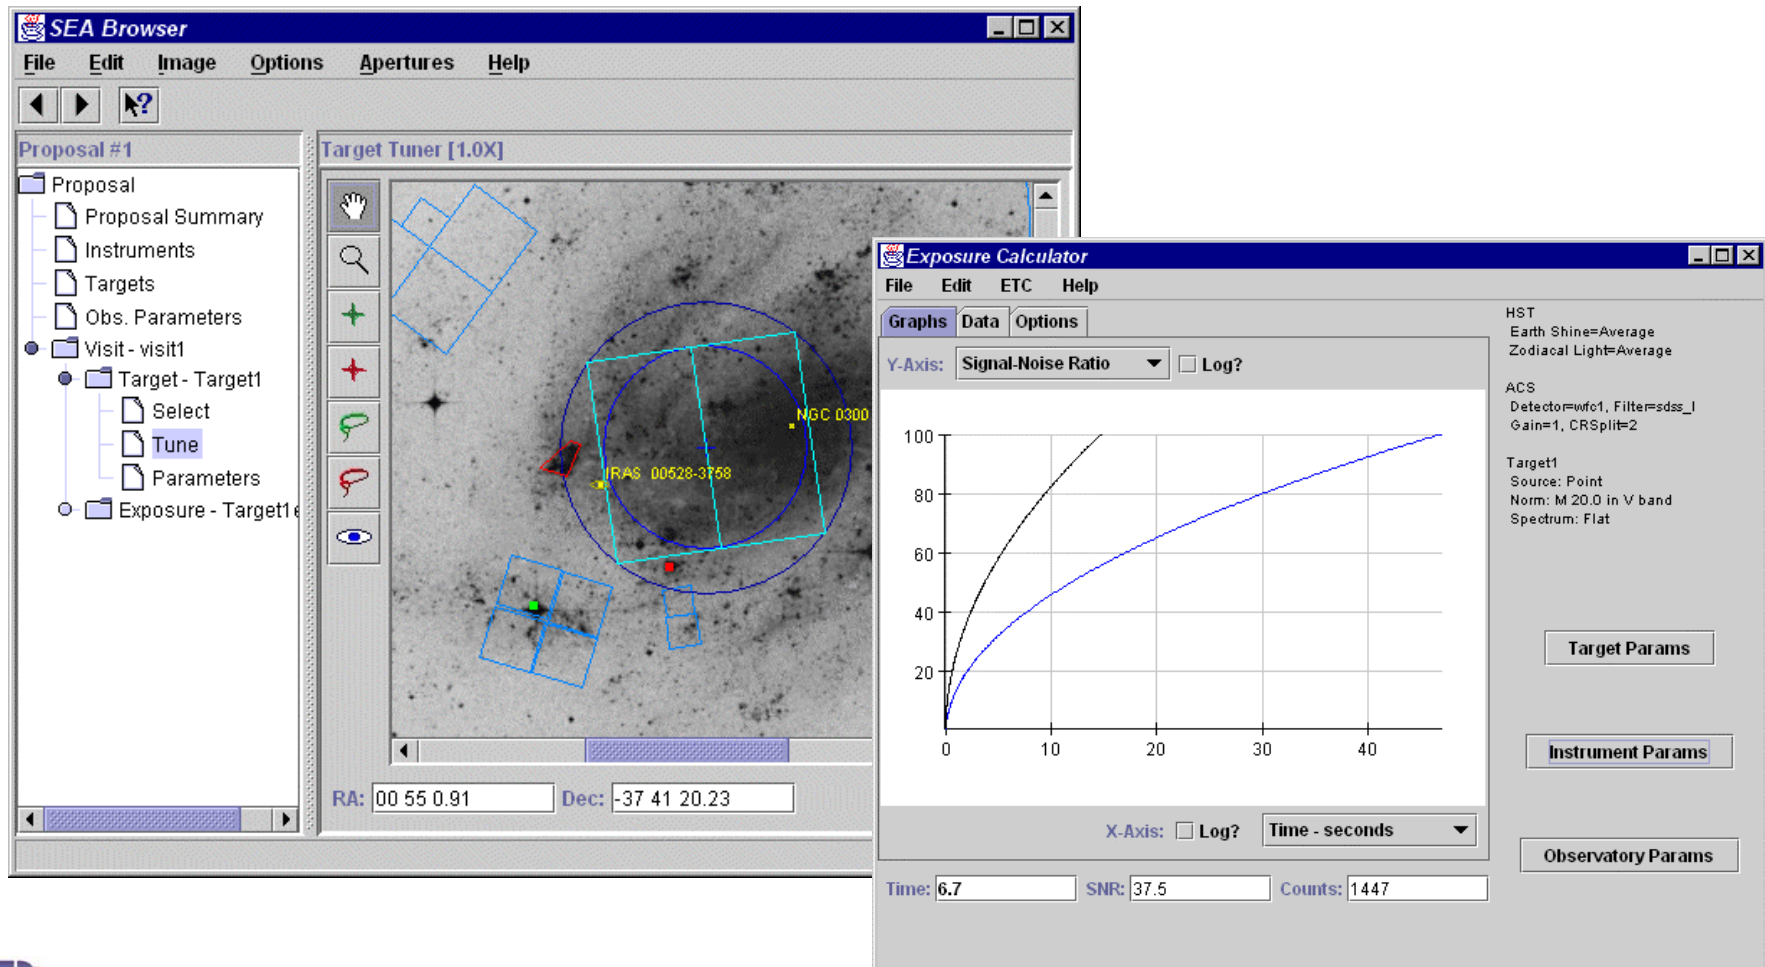 SEA Browser
File Edit Image Options Apertures Help
Proposal #1
Proposal
Proposal Summary
Instruments
Targets
Obs. Parameters
Visit - visit1
Target - Target1
Select
Tune
Parameters
Exposure - Target1e
Target Tuner [1.0X]
NGC 0300
IRAS 00528-3758
RA: 00 55 0.91 Dec: -37 41 20.23
Exposure Calculator
File Edit ETC Help
Graphs Data Options
Y-Axis: Signal-Noise Ratio Log?
100
80
60
40
20
0 10 20 30 40
X-Axis: Log? Time - seconds
Time: 6.7 SNR: 37.5 Counts: 1447
HST
Earth Shine=Average
Zodiacal Light=Average
ACS
Detector=wfc1, Filter=sdss_I
Gain=1, CRSplit=2
Target1
Source: Point
Norm: M 20.0 in V band
Spectrum: Flat
Target Params
Instrument Params
Observatory Params